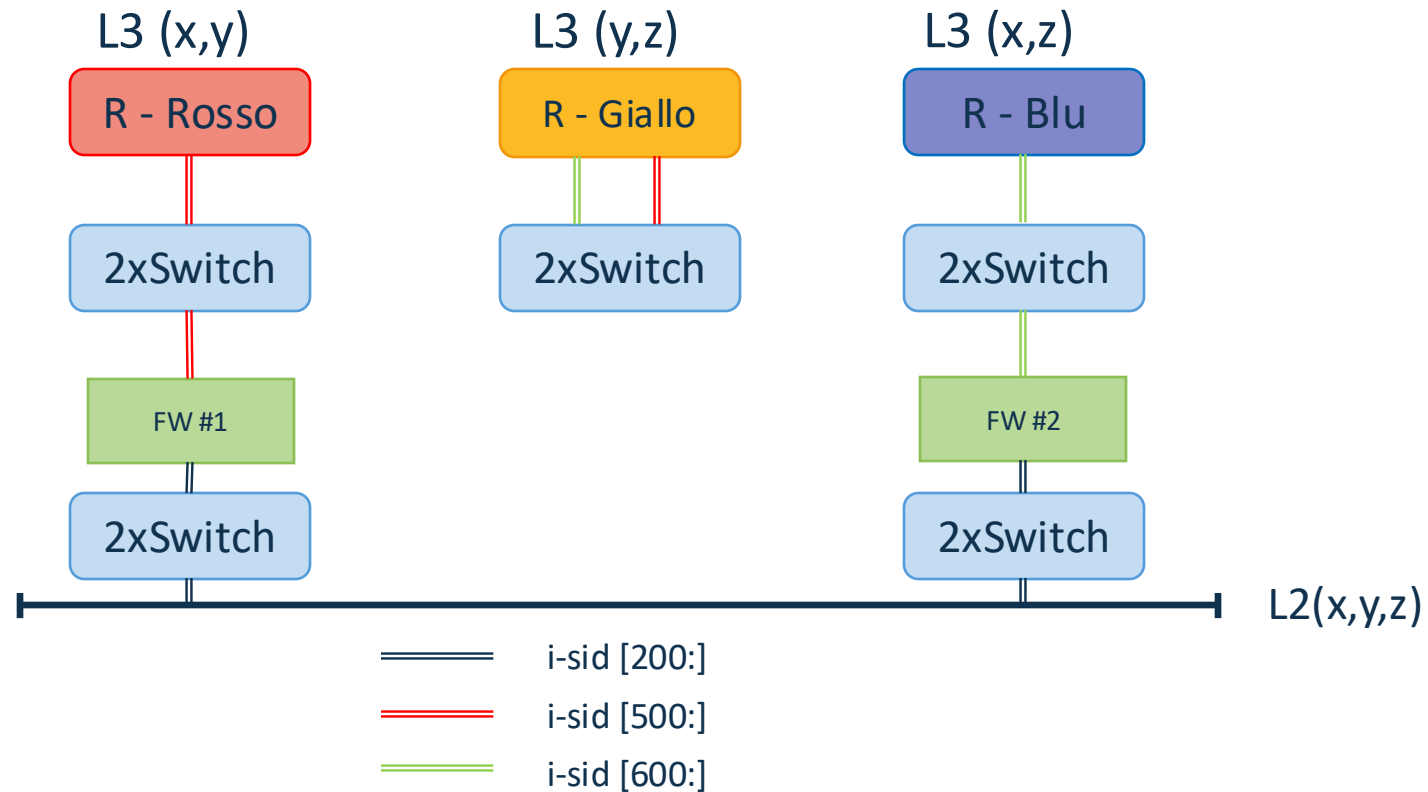 L3 (x,y)
L3 (y,z)
L3 (x,z)
R - Rosso
R - Giallo
R - Blu
2xSwitch
2xSwitch
2xSwitch
FW #1
FW #2
2xSwitch
2xSwitch
L2(x,y,z)
i-sid [200:]
i-sid [500:]
i-sid [600:]